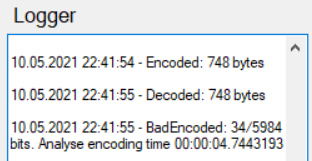 Logger
10.05.2021 22:41:54 - Encoded: 748 bytes
10.05.2021 22:41:55 - Decoded: 748 bytes
10.05.2021 22:41:55 - BadEncoded: 34/5984
bits. Analyse encoding time 00:00:04.7443193